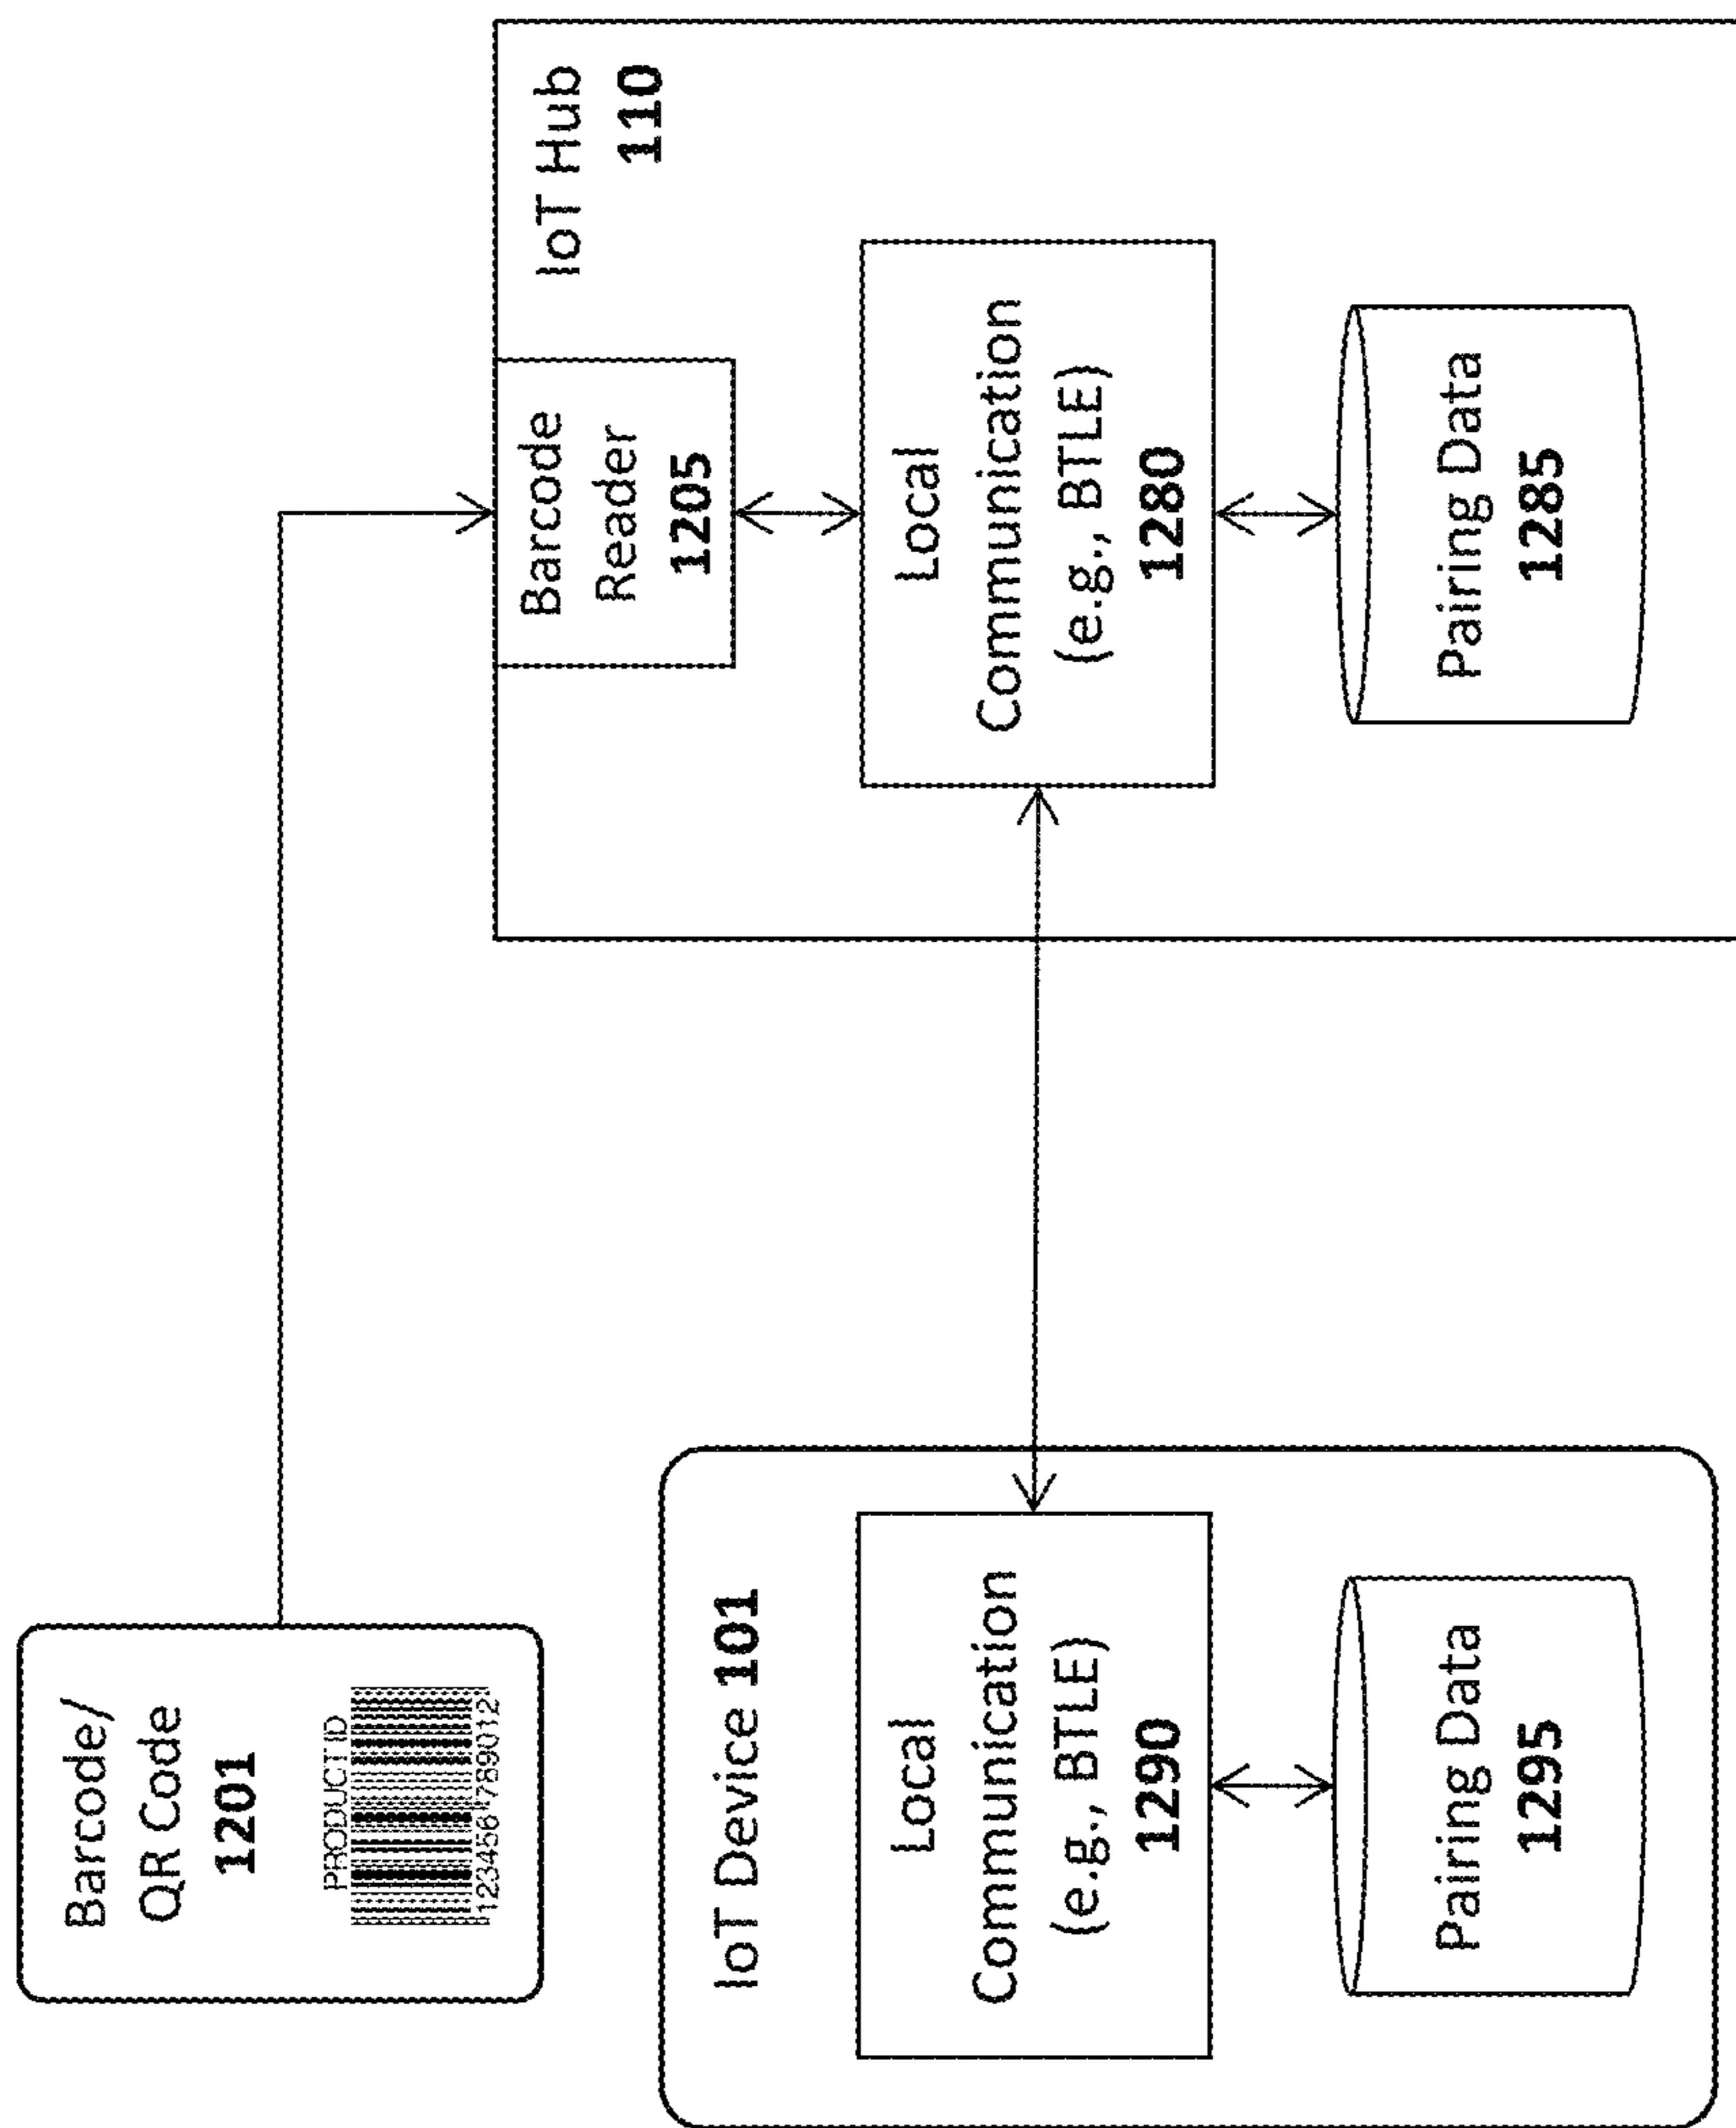 Barcode/
QR Code
1201
PRODUCT ID
123456 789012
IoT Device 101
Local
Communication
(e.g., BTLE)
1290
Pairing Data
1295
IoT Hub
110
Barcode
Reader
1205
Local
Communication
(e.g., BTLE)
1280
Pairing Data
1285